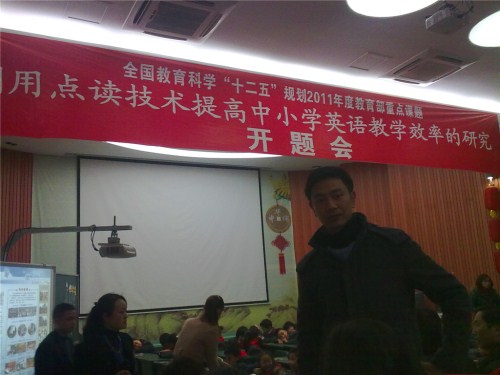 全国教育科学“十二五”规划2011年度教育部重点课题
用点读技术提高中小学英语教学效率的研究
开题会